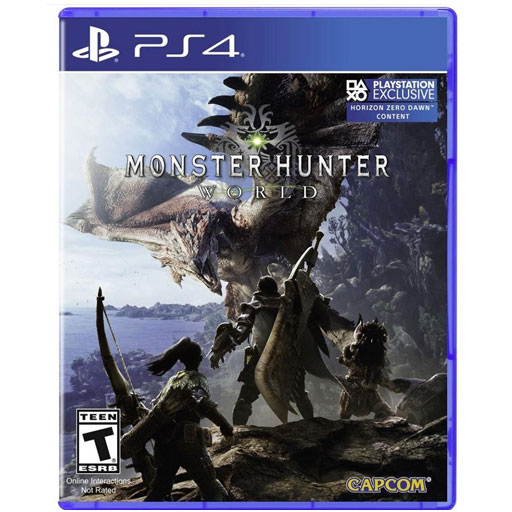 PS4
PLAYSTATION
EXCLUSIVE
HORIZON ZERO DAWN™
CONTENT
MONSTER HUNTER
WORLD
TEEN
T
ESRB
Online Interactions
Not Rated
CAPCOM